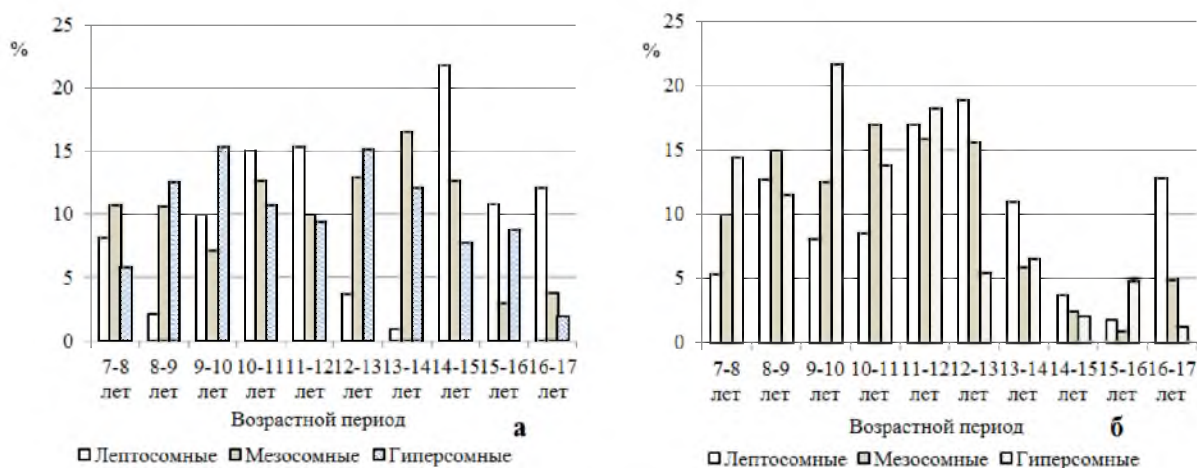 %
25
20
15
10
5
0
7-8 8-9 9-10 10-11 11-12 12-13 13-14 14-15 15-16 16-17
лет лет лет лет лет лет лет лет лет лет
Возрастной период
а
Лептосомные Мезосомные Гиперсомные
%
25
20
15
10
5
0
7-8 8-9 9-10 10-11 11-12 12-13 13-14 14-15 15-16 16-17
лет лет лет лет лет лет лет лет лет лет
Возрастной период
б
Лептосомные Мезосомные Гиперсомные